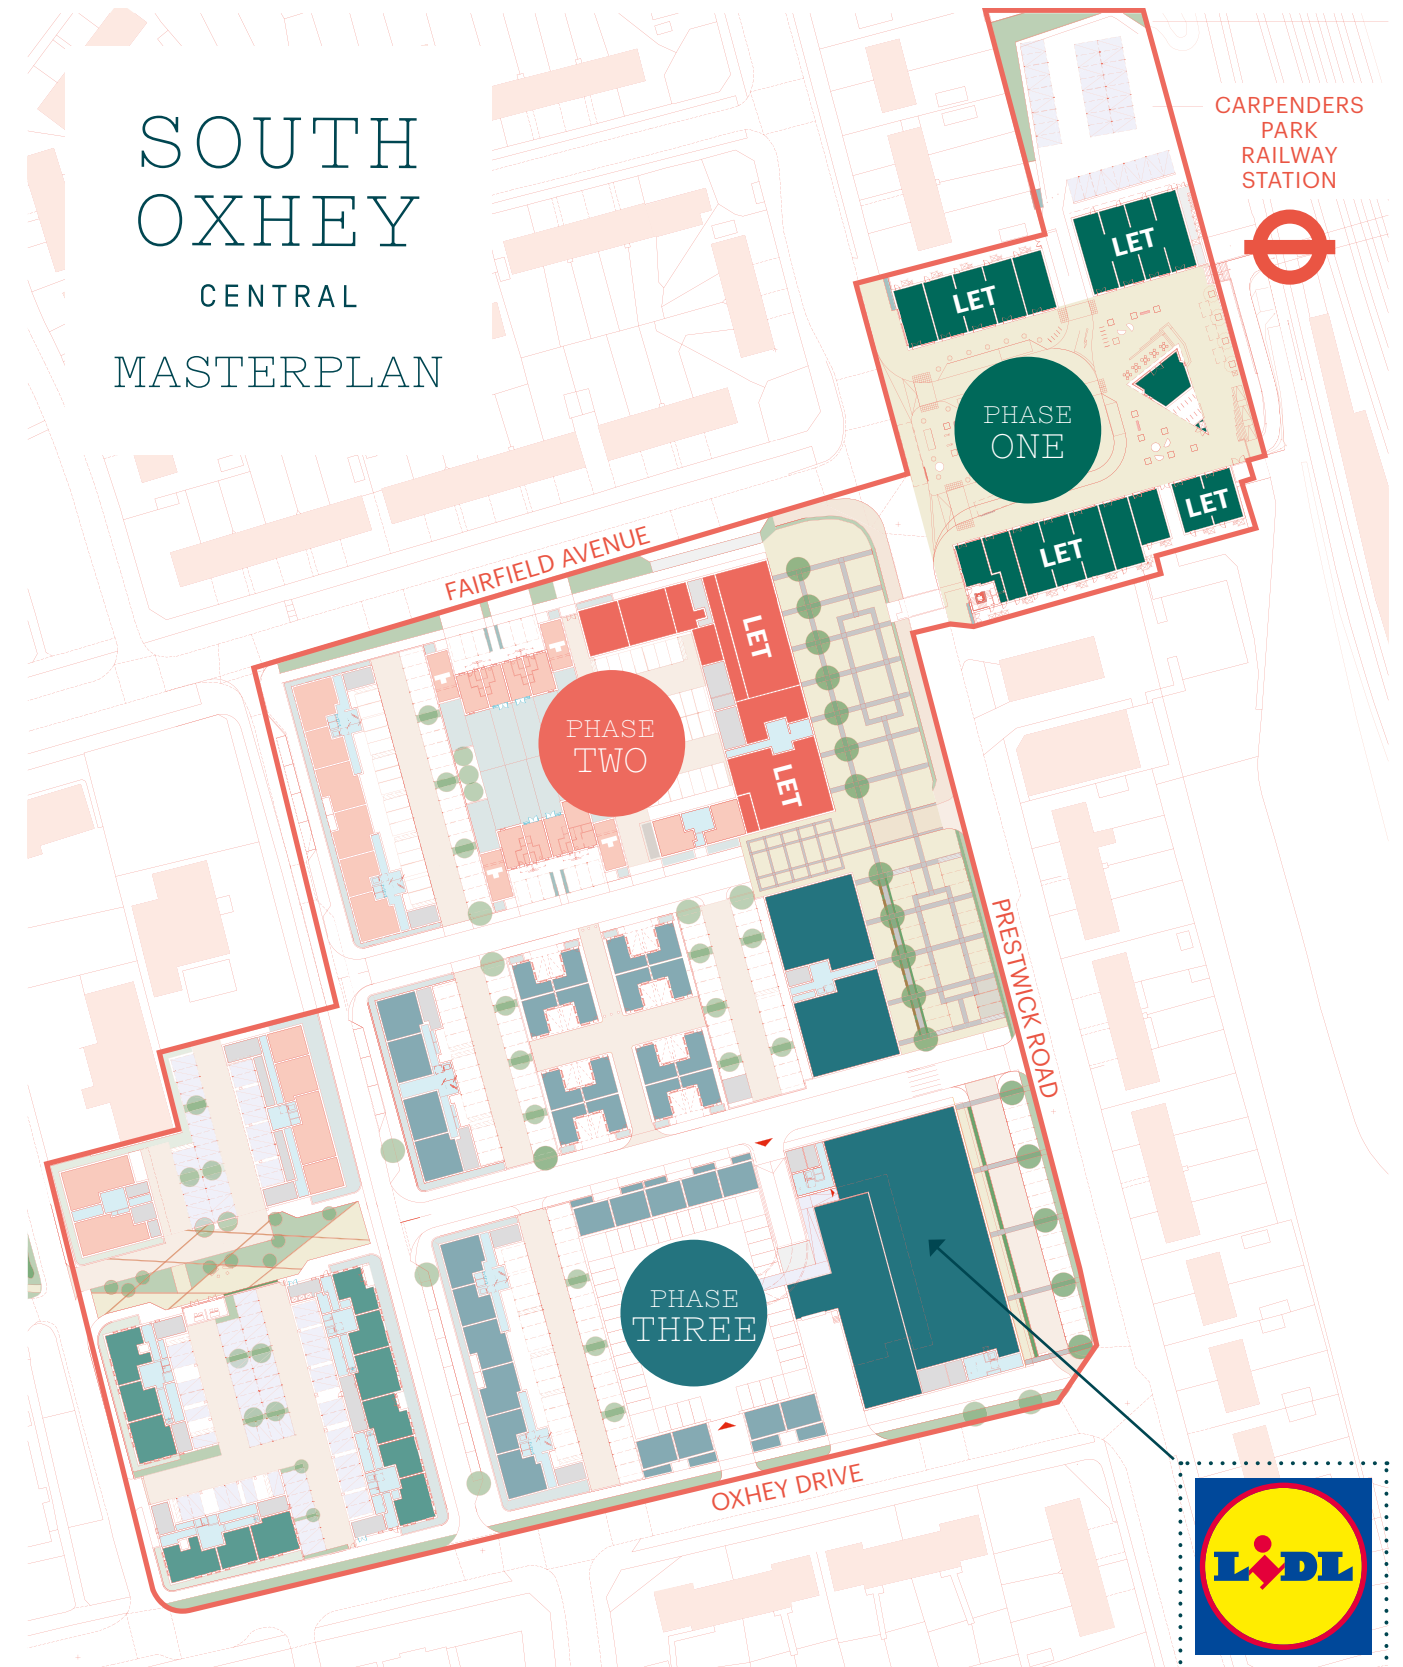 SOUTH
OXHEY
CENTRAL
MASTERPLAN
CARPENDERS
PARK
RAILWAY
STATION
LET
LET
PHASE
ONE
LET
LET
FAIRFIELD AVENUE
LET
PHASE
TWO
LET
PRESTWICK ROAD
PHASE
THREE
OXHEY DRIVE
LIDL